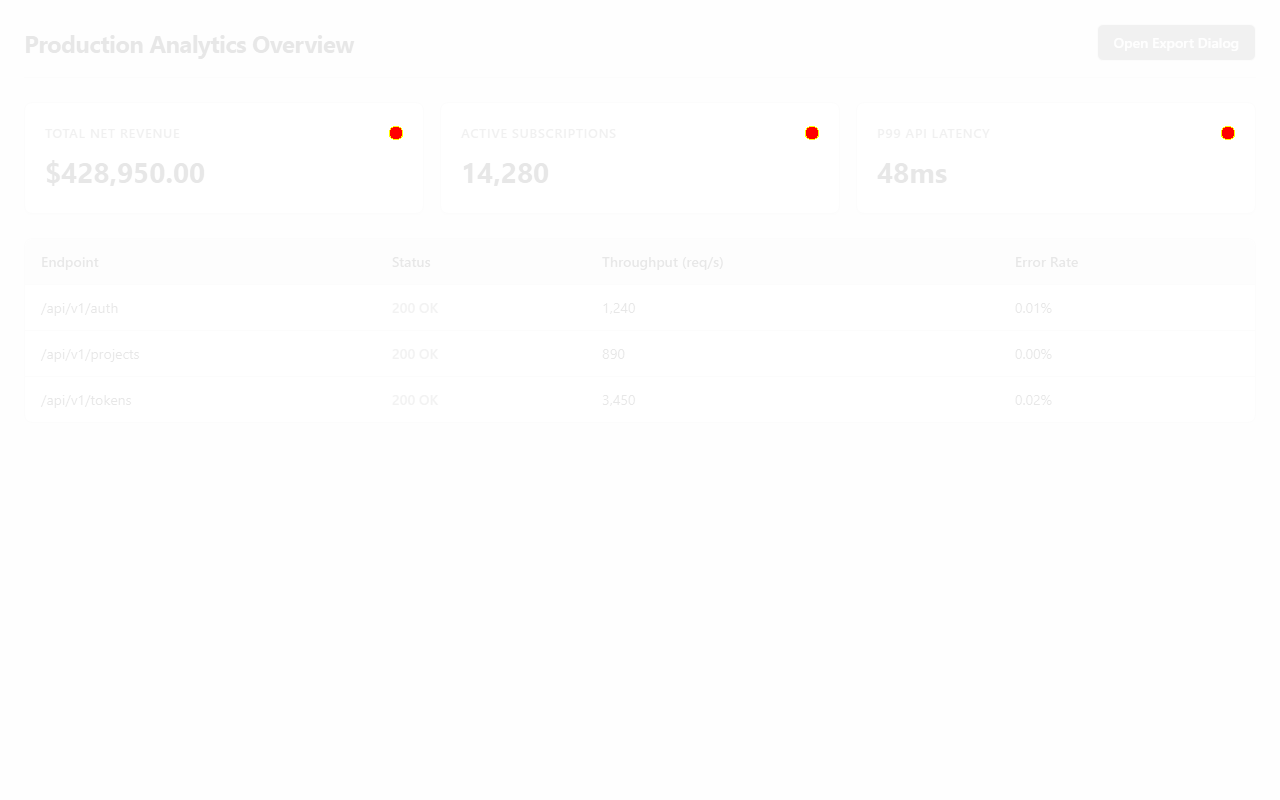 Production Analytics Overview
Open Export Dialog
TOTAL NET REVENUE
$428,950.00
ACTIVE SUBSCRIPTIONS
14,280
P99 API LATENCY
48ms
Endpoint Status Throughput (req/s) Error Rate
/api/v1/auth 200 OK 1,240 0.01%
/api/v1/projects 200 OK 890 0.00%
/api/v1/tokens 200 OK 3,450 0.02%